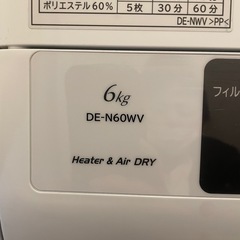 ポリエステル60% 5枚 30分 60分
DE-NWV >PP<
6kg
DE-N60WV
フィル
Heater & Air DRY